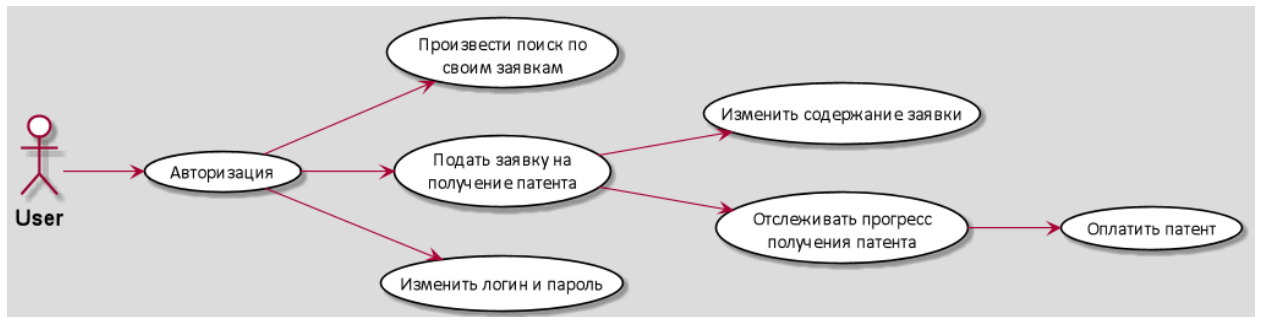 Произвести поиск по
своим заявкам
Изменить содержание заявки
Авторизация
Подать заявку на
получение патента
User
Отслеживать прогресс
получения патента
Оплатить патент
Изменить логин и пароль